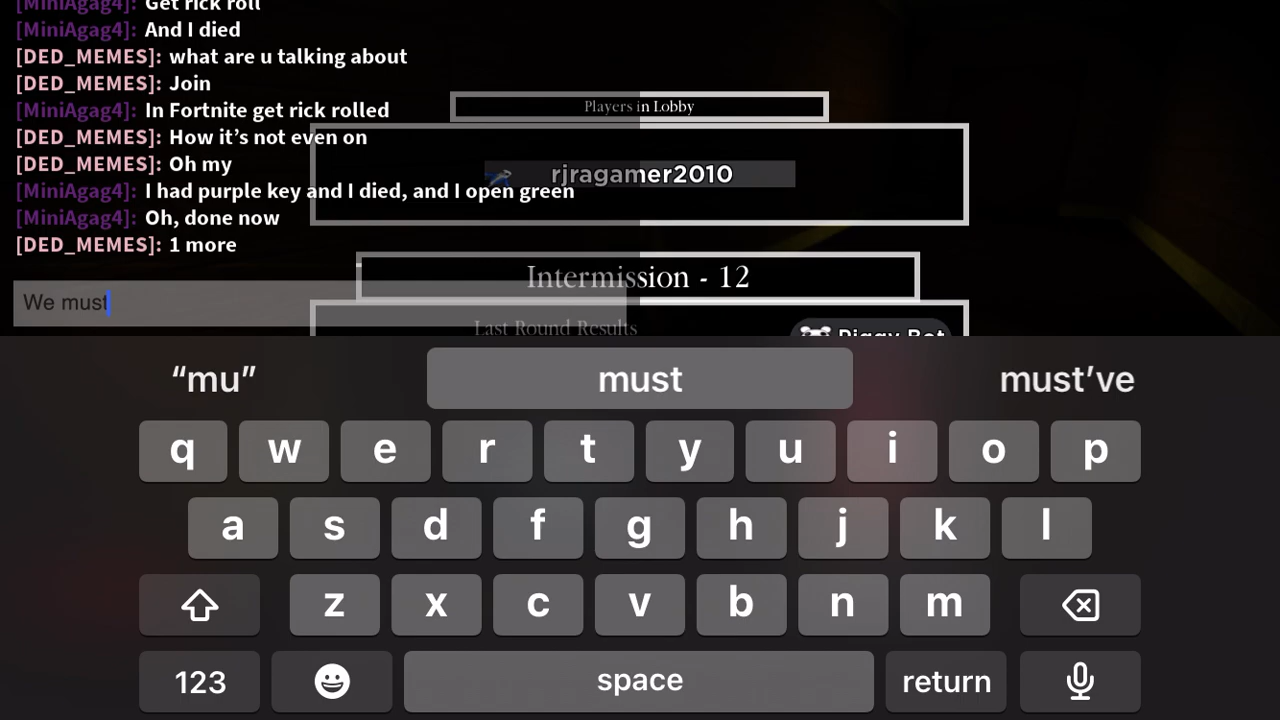 [MiniAgag4]: Get rick roll
[MiniAgag4]: And I died
[DED_MEMES]: what are u talking about
[DED_MEMES]: Join
[MiniAgag4]: In Fortnite get rick rolled
[DED_MEMES]: How it’s not even on
[DED_MEMES]: Oh my
[MiniAgag4]: I had purple key and I died, and I open green
[MiniAgag4]: Oh, done now
[DED_MEMES]: 1 more
We must
Players in Lobby
rjragamer2010
Intermission - 12
Last Round Results
Piggy Bot
“mu” must must’ve
q w e r t y u i o p
a s d f g h j k l
z x c v b n m
123 space return